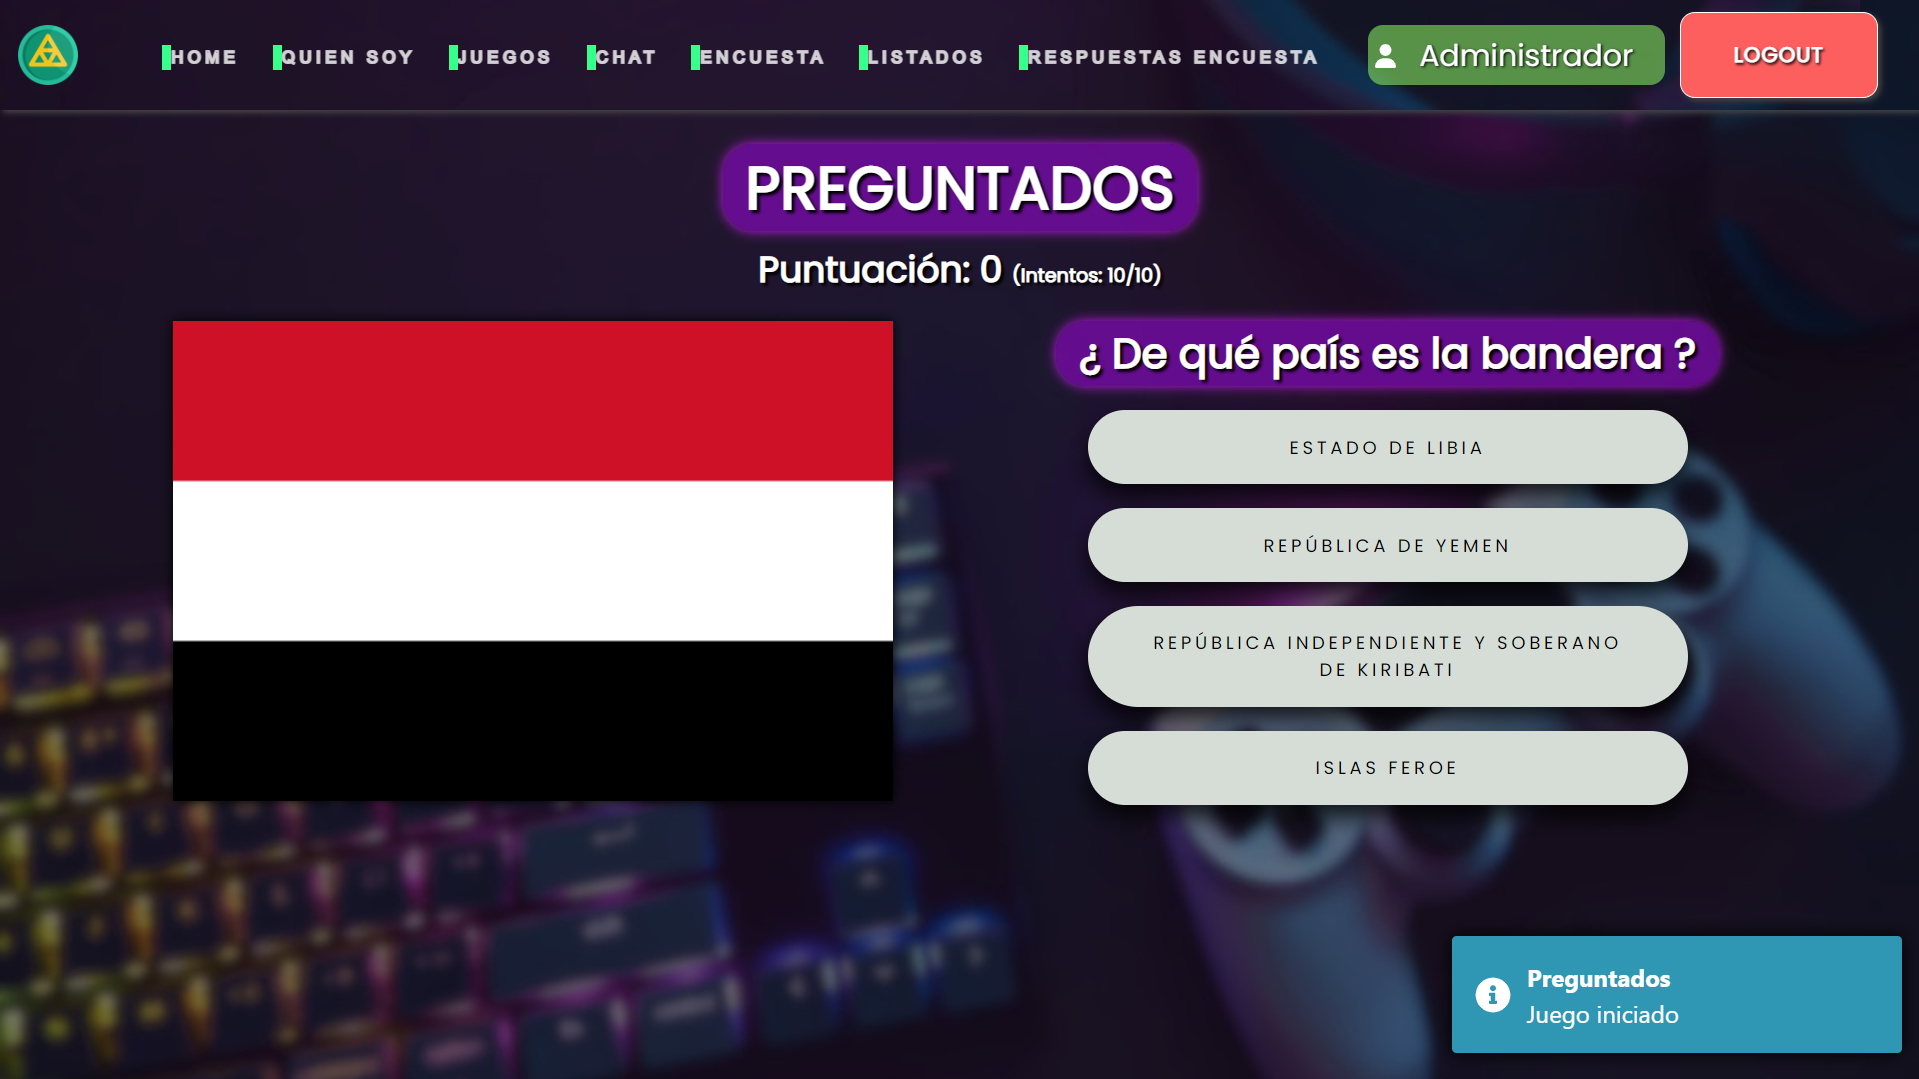 HOME QUIEN SOY JUEGOS CHAT ENCUESTA LISTADOS RESPUESTAS ENCUESTA Administrador LOGOUT
PREGUNTADOS
Puntuación: 0 (Intentos: 10/10)
¿ De qué país es la bandera ?
ESTADO DE LIBIA
REPÚBLICA DE YEMEN
REPÚBLICA INDEPENDIENTE Y SOBERANO
DE KIRIBATI
ISLAS FEROE
Preguntados
Juego iniciado